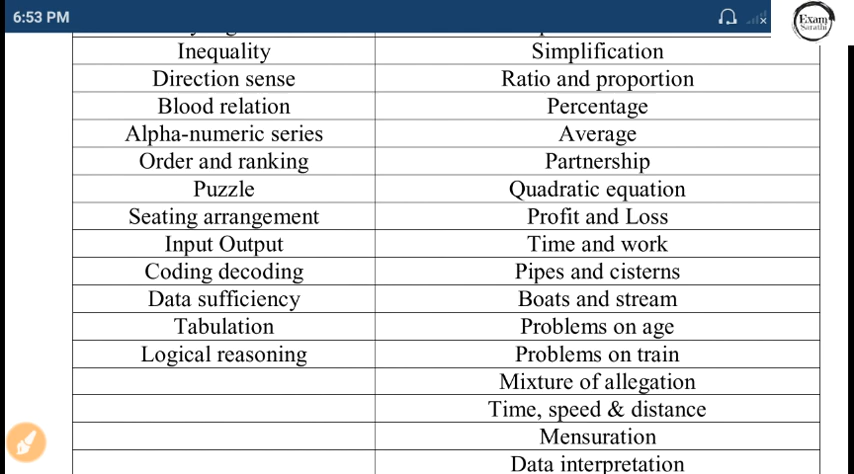 6:53 PM
Exam
Sarathi
Inequality Simplification
Direction sense Ratio and proportion
Blood relation Percentage
Alpha-numeric series Average
Order and ranking Partnership
Puzzle Quadratic equation
Seating arrangement Profit and Loss
Input Output Time and work
Coding decoding Pipes and cisterns
Data sufficiency Boats and stream
Tabulation Problems on age
Logical reasoning Problems on train
Mixture of allegation
Time, speed & distance
Mensuration
Data interpretation